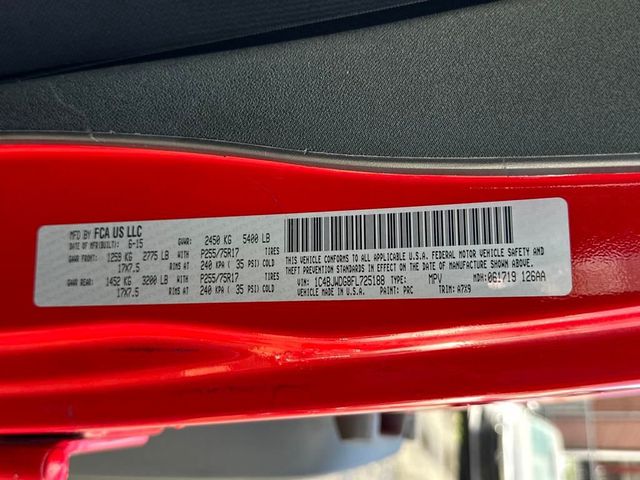 MFD BY FCA US LLC
DATE OF MFR(BUILT): 6-15 GVWR: 2450 KG 5400 LB
GAWR FRONT: 1259 KG 2775 LB P255/75R17 TIRES
17X7.5 RIMS AT 240 KPA ( 35 PSI) COLD
GAWR REAR: 1452 KG 3200 LB P255/75R17 TIRES
17X7.5 RIMS AT 240 KPA ( 35 PSI) COLD
THIS VEHICLE CONFORMS TO ALL APPLICABLE U.S.A. FEDERAL MOTOR VEHICLE SAFETY AND
THEFT PREVENTION STANDARDS IN EFFECT ON THE DATE OF MANUFACTURE SHOWN ABOVE.
VIN: 1C4BJWDG8FL725188 TYPE: MPV MDH: 061719 126AA
VEHICLE MADE IN U.S.A. PAINT: PRC TRIM: A7X9